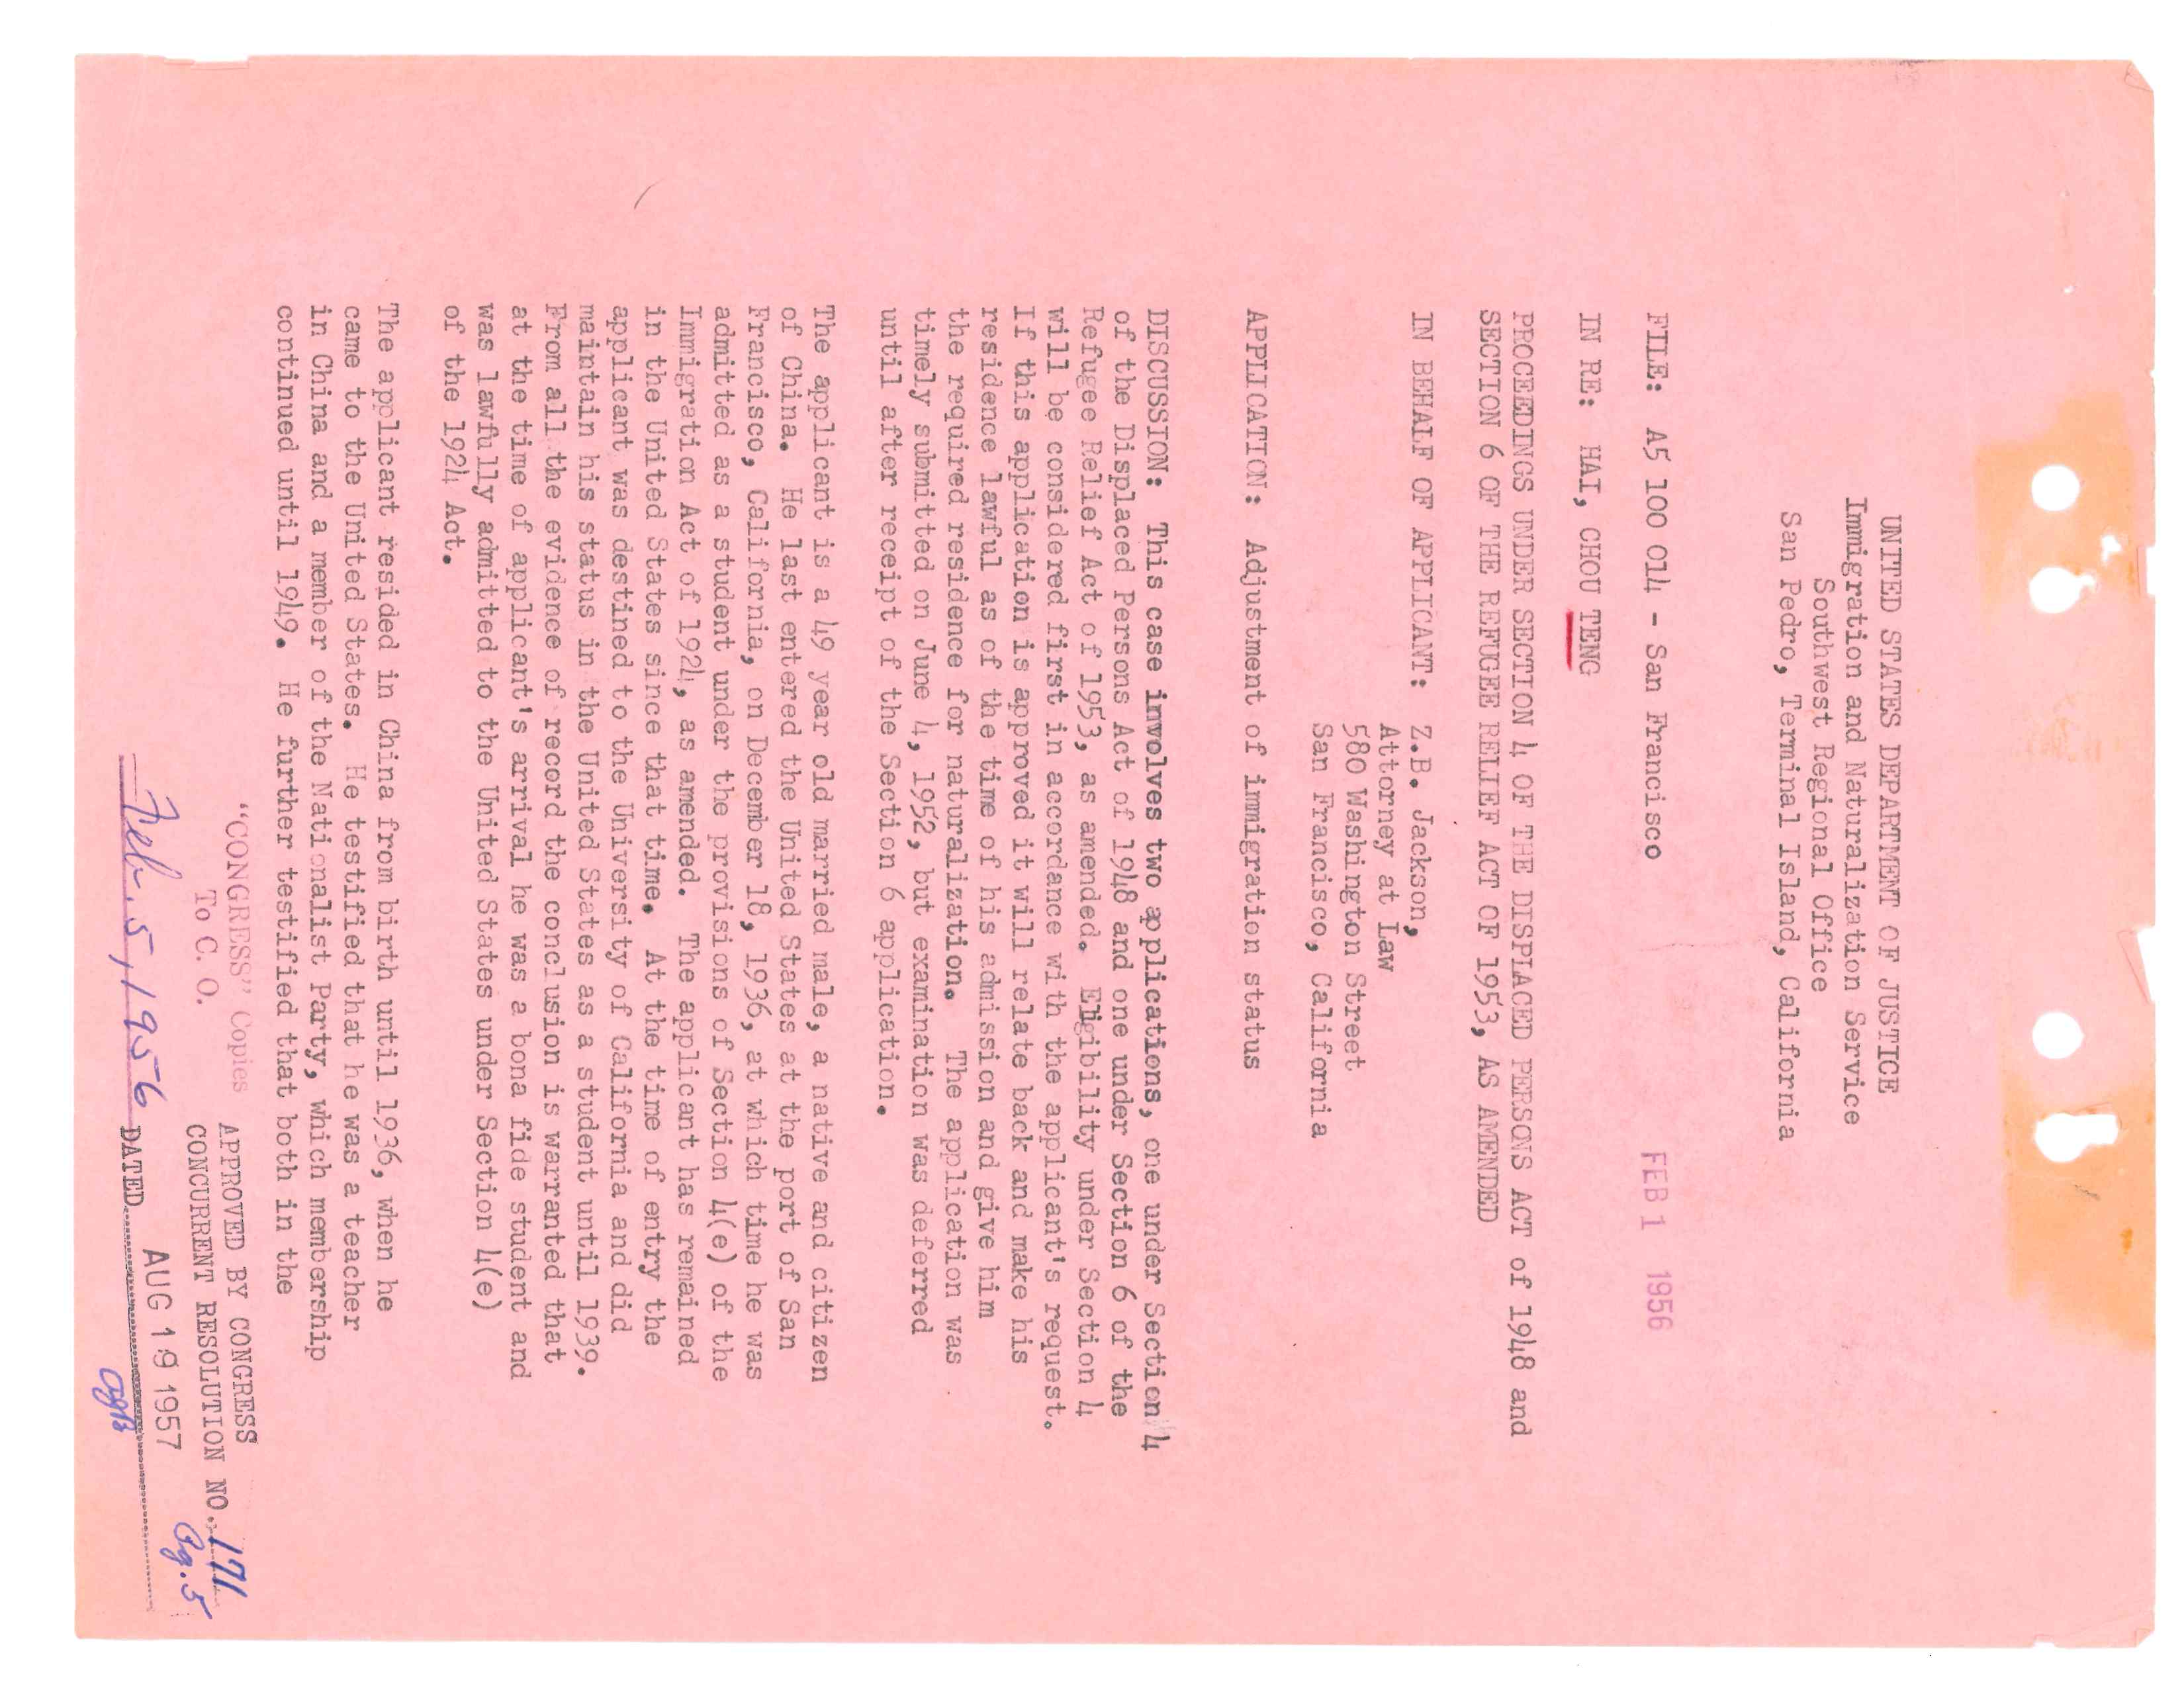 UNITED STATES DEPARTMENT OF JUSTICE
Immigration and Naturalization Service
Southwest Regional Office
San Pedro, Terminal Island, California
FILE: A5 100 014 - San Francisco FEB 1 1956
IN RE: HAI, CHOU TENG
PROCEEDINGS UNDER SECTION 4 OF THE DISPLACED PERSONS ACT of 1948 and
SECTION 6 OF THE REFUGEE RELIEF ACT OF 1953, AS AMENDED
IN BEHALF OF APPLICANT: Z.B. Jackson,
Attorney at Law
580 Washington Street
San Francisco, California
APPLICATION: Adjustment of immigration status
DISCUSSION: This case involves two applications, one under Section 4
of the Displaced Persons Act of 1948 and one under Section 6 of the
Refugee Relief Act of 1953, as amended. Eligibility under Section 4
will be considered first in accordance with the applicant's request.
If this application is approved it will relate back and make his
residence lawful as of the time of his admission and give him
the required residence for naturalization. The application was
timely submitted on June 4, 1952, but examination was deferred
until after receipt of the Section 6 application.
The applicant is a 49 year old married male, a native and citizen
of China. He last entered the United States at the port of San
Francisco, California, on December 18, 1936, at which time he was
admitted as a student under the provisions of Section 4(e) of the
Immigration Act of 1924, as amended. The applicant has remained
in the United States since that time. At the time of entry the
applicant was destined to the University of California and did
maintain his status in the United States as a student until 1939.
From all the evidence of record the conclusion is warranted that
at the time of applicant's arrival he was a bona fide student and
was lawfully admitted to the United States under Section 4(e)
of the 1924 Act.
The applicant resided in China from birth until 1936, when he
came to the United States. He testified that he was a teacher
in China and a member of the Nationalist Party, which membership
continued until 1949. He further testified that both in the
"CONGRESS" Copies
To C. O.
Feb. 5, 1956
APPROVED BY CONGRESS
CONCURRENT RESOLUTION NO. 171
Pg. 5
DATED AUG 19 1957
agB